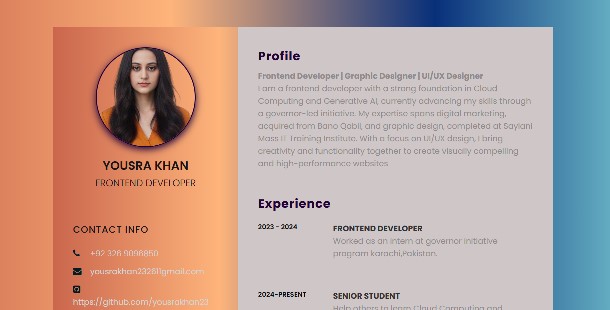 YOUSRA KHAN
FRONTEND DEVELOPER
CONTACT INFO
+92 326 9006850
https://github.com/yousrakhan23
Profile
Frontend Developer | Graphic Designer | UI/UX Designer
I am a frontend developer with a strong foundation in Cloud
Computing and Generative AI, currently advancing my skills through
a governor-led initiative. My expertise spans digital marketing,
acquired from Bano Qabil, and graphic design, completed at Saylani
Mass IT Training Institute. With a focus on UI/UX design, I bring
creativity and functionality together to create visually compelling
and high-performance websites.
Experience
2023 - 2024
FRONTEND DEVELOPER
Worked as an intern at governor initiative
program karachi,Pakistan.
2024-PRESENT
SENIOR STUDENT
Help others to learn Cloud Computing and